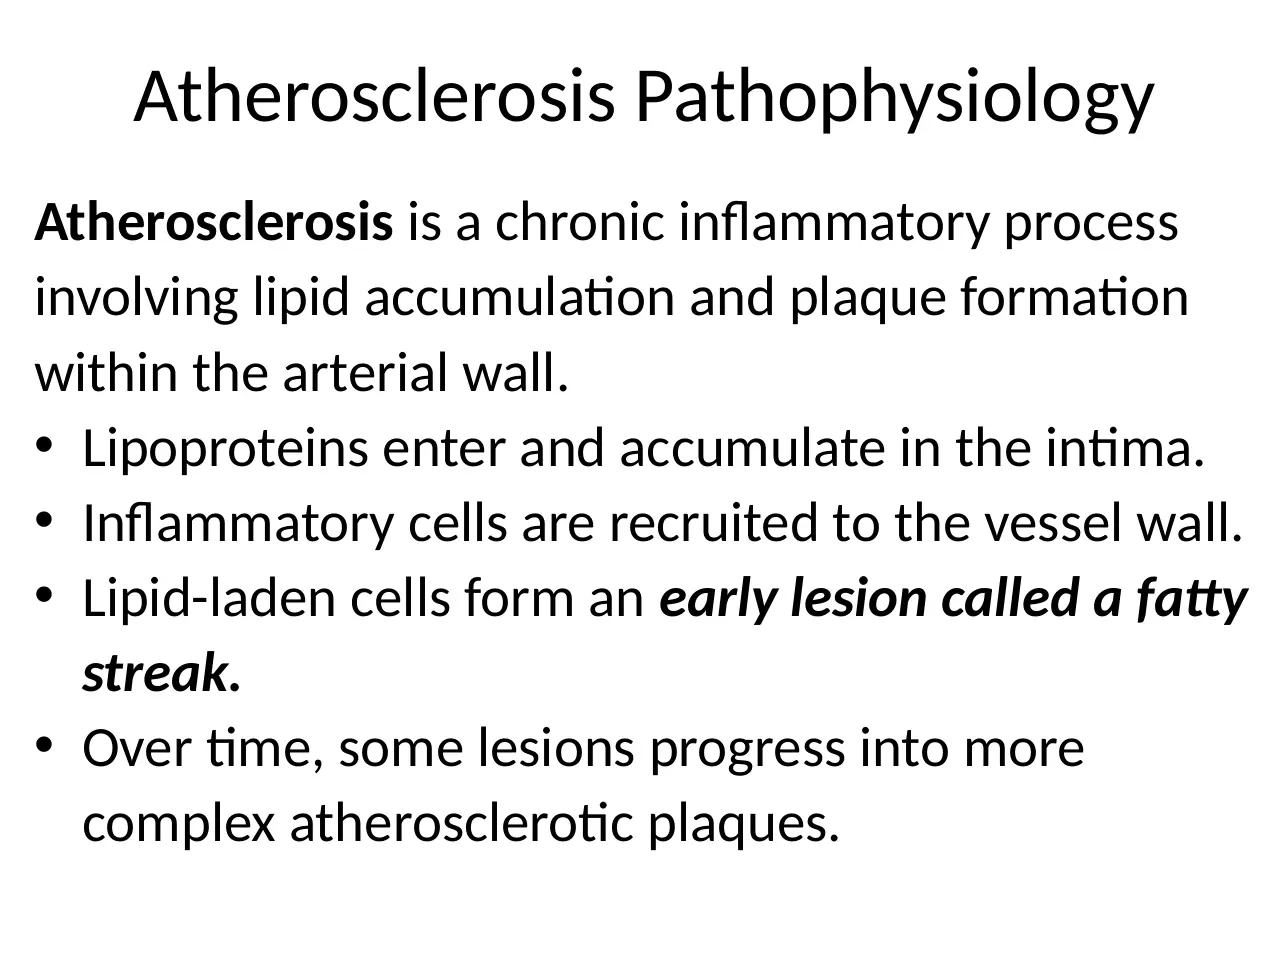 Atherosclerosis Pathophysiology
Atherosclerosis is a chronic inflammatory process
involving lipid accumulation and plaque formation
within the arterial wall.
• Lipoproteins enter and accumulate in the intima.
• Inflammatory cells are recruited to the vessel wall.
• Lipid-laden cells form an early lesion called a fatty
streak.
• Over time, some lesions progress into more
complex atherosclerotic plaques.